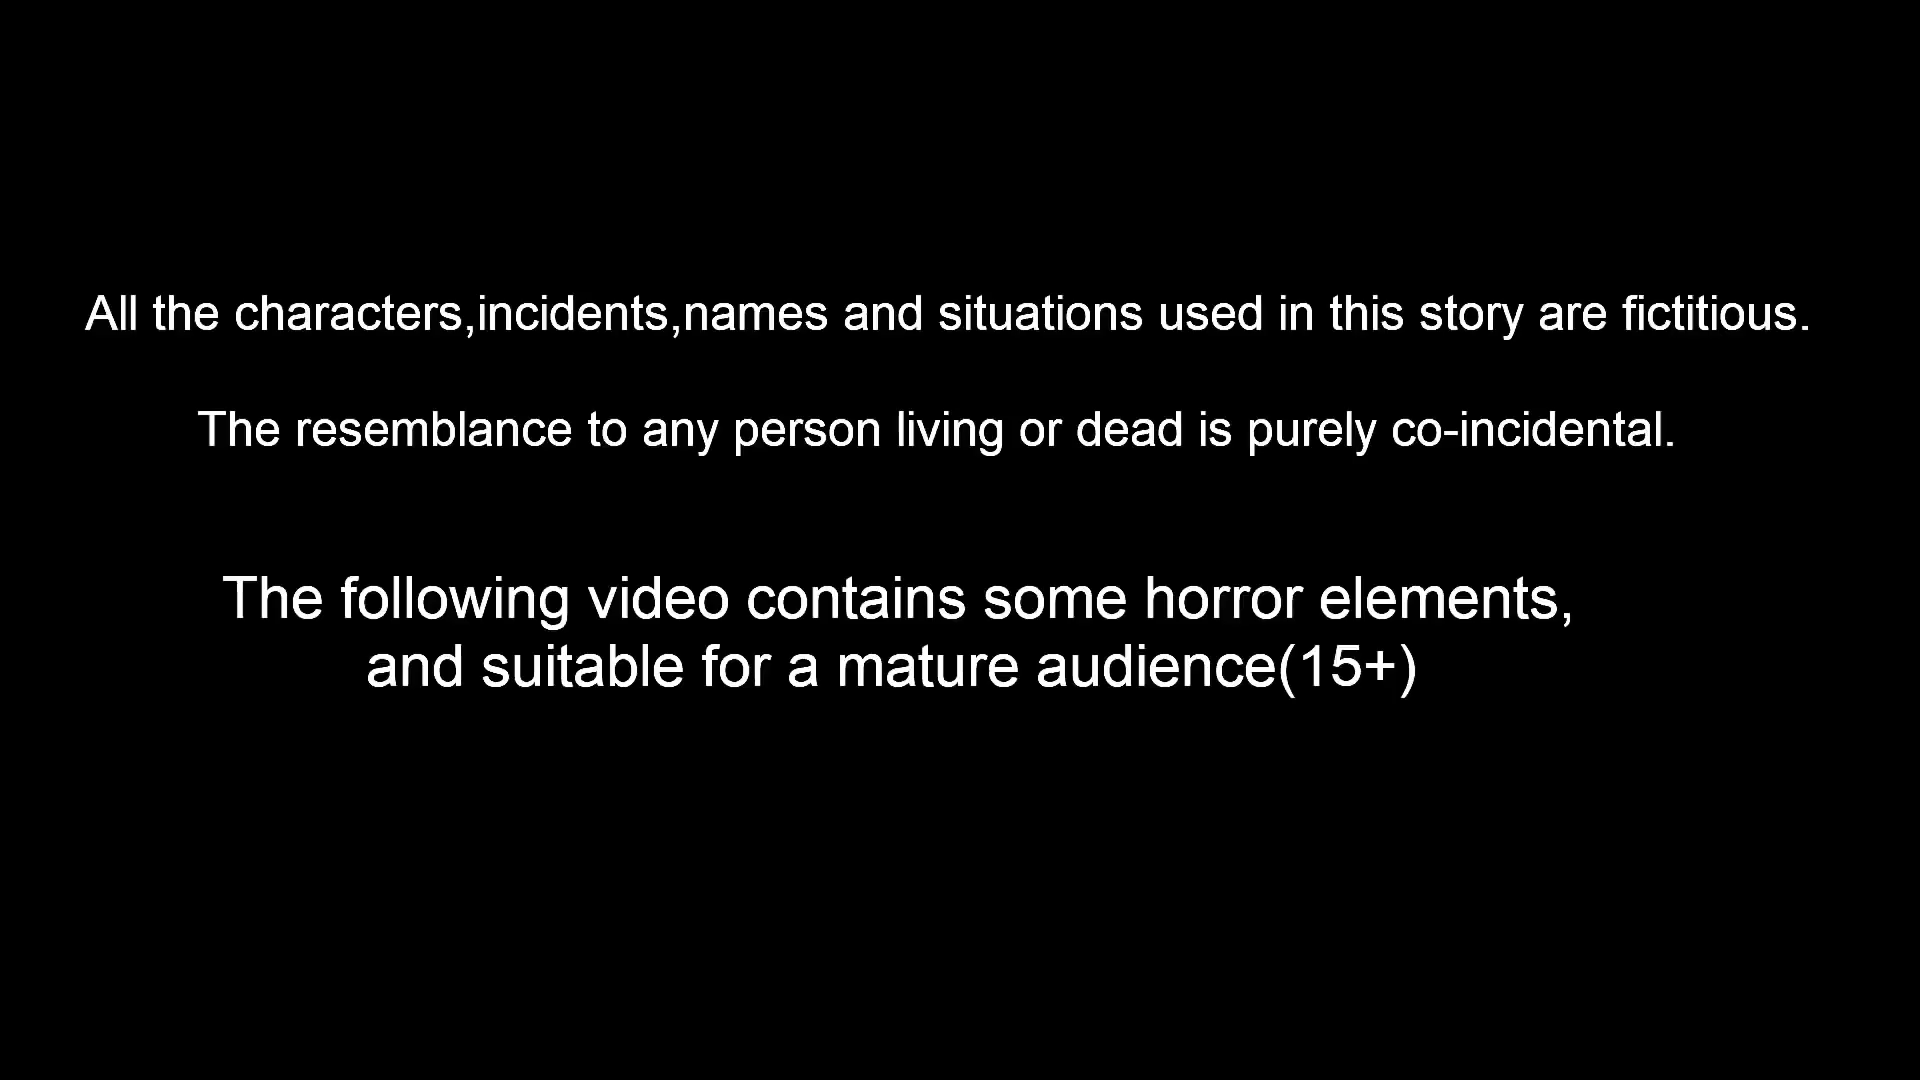 All the characters,incidents,names and situations used in this story are fictitious.
The resemblance to any person living or dead is purely co-incidental.
The following video contains some horror elements,
and suitable for a mature audience(15+)